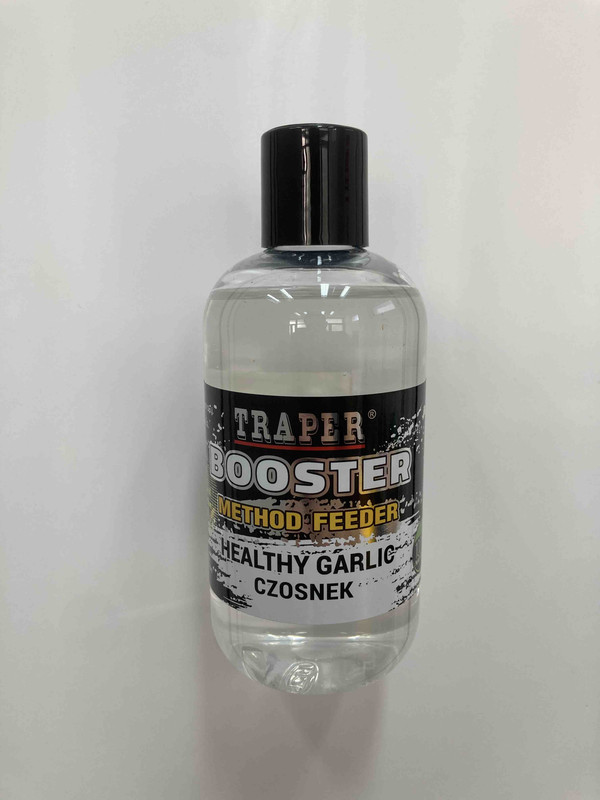 TRAPER®
BOOSTER
METHOD FEEDER
HEALTHY GARLIC
CZOSNEK